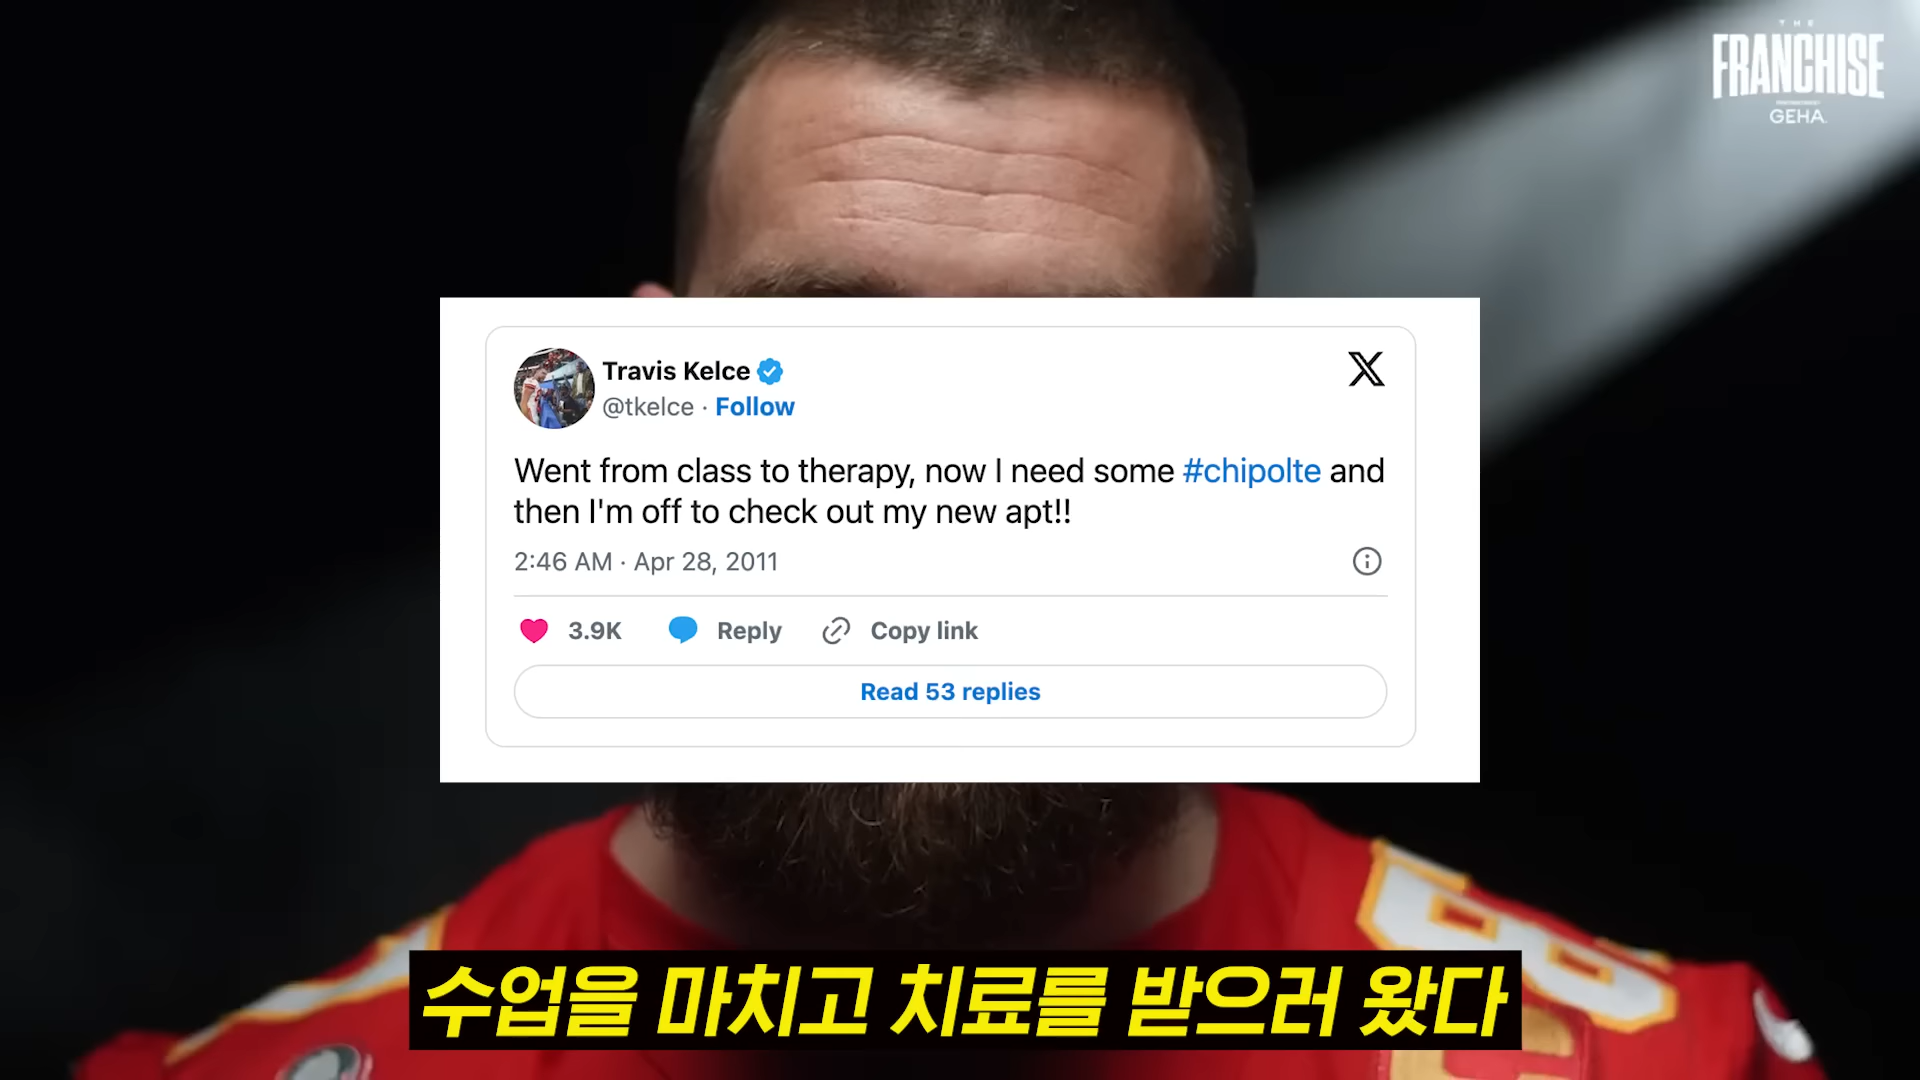 THE
FRANCHISE
GEHA
Travis Kelce
@tkelce · Follow
Went from class to therapy, now I need some #chipolte and
then I'm off to check out my new apt!!
2:46 AM · Apr 28, 2011
3.9K Reply Copy link
Read 53 replies
수업을 마치고 치료를 받으러 왔다